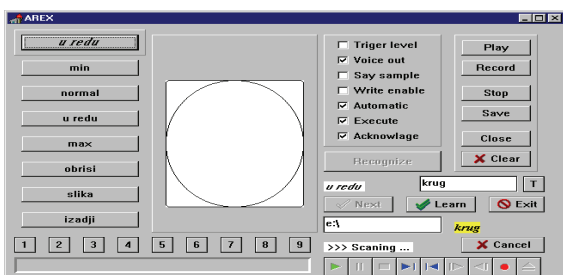 AREX
u redu
min
normal
u redu
max
obrisi
slika
izadji
1 2 3 4 5 6 7 8 9
Triger level
Voice out
Say sample
Write enable
Automatic
Execute
Acknowlage
Recognize
Play
Record
Stop
Save
Close
Clear
u redu krug T
Next Learn Exit
e:\ krug
>>> Scaning ... Cancel